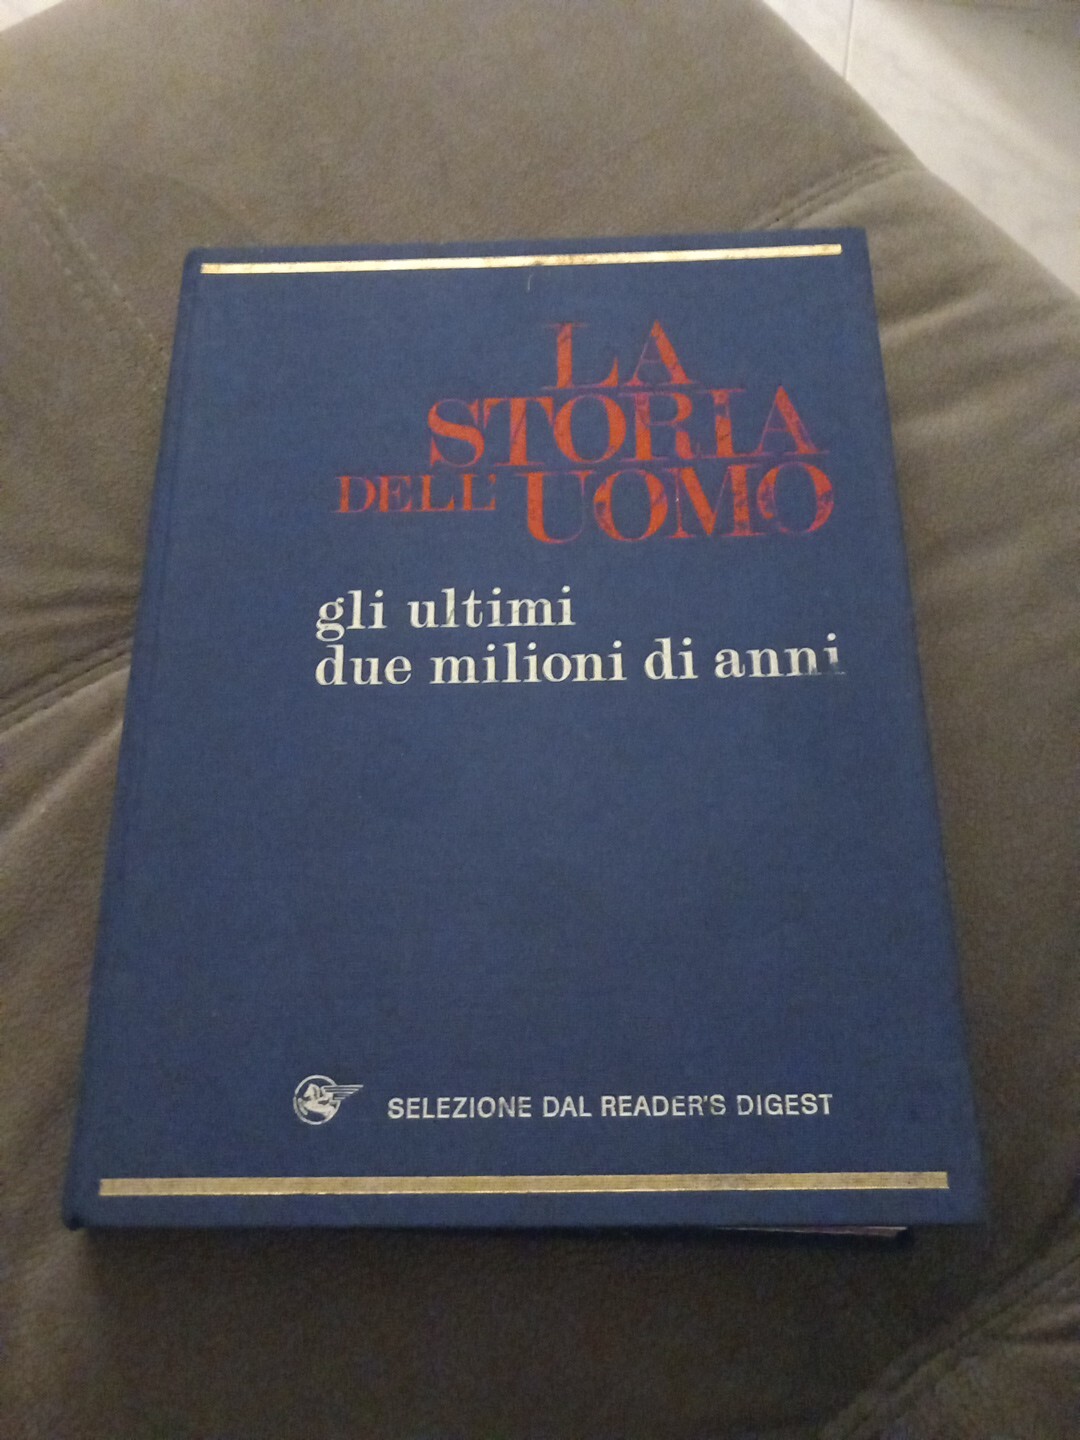 LA
STORIA
DELL'UOMO
gli ultimi
due milioni di anni
SELEZIONE DAL READER'S DIGEST